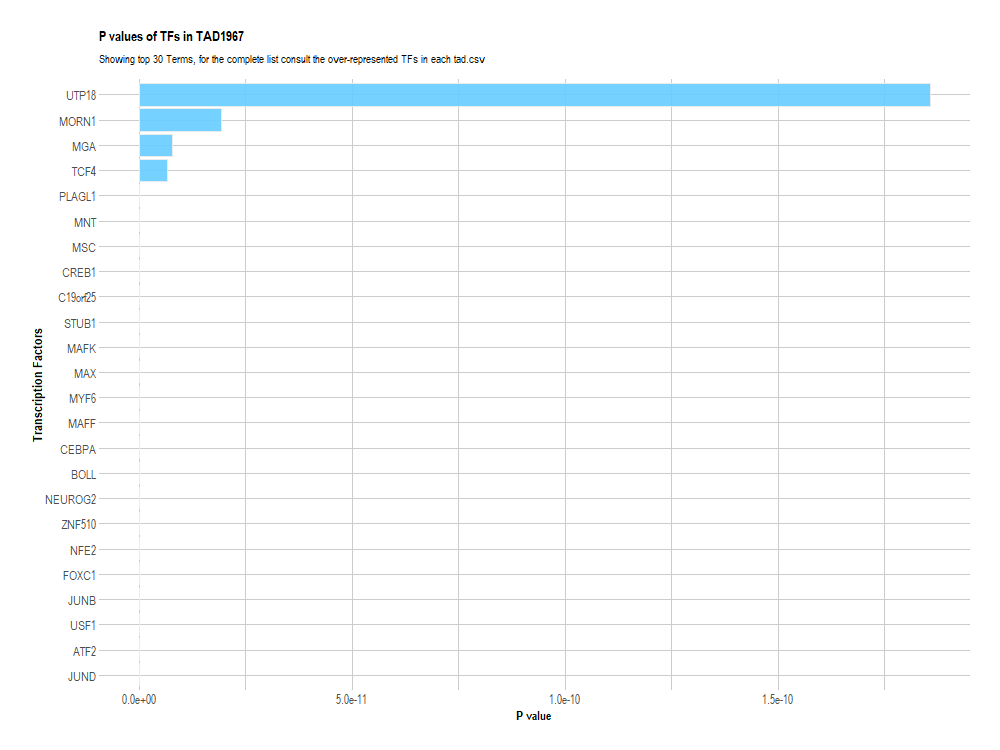 P values of TFs in TAD1967
Showing top 30 Terms, for the complete list consult the over-represented TFs in each tad.csv
Transcription Factors
UTP18
MORN1
MGA
TCF4
PLAGL1
MNT
MSC
CREB1
C19orf25
STUB1
MAFK
MAX
MYF6
MAFF
CEBPA
BOLL
NEUROG2
ZNF510
NFE2
FOXC1
JUNB
USF1
ATF2
JUND
0.0e+00 5.0e-11 1.0e-10 1.5e-10
P value